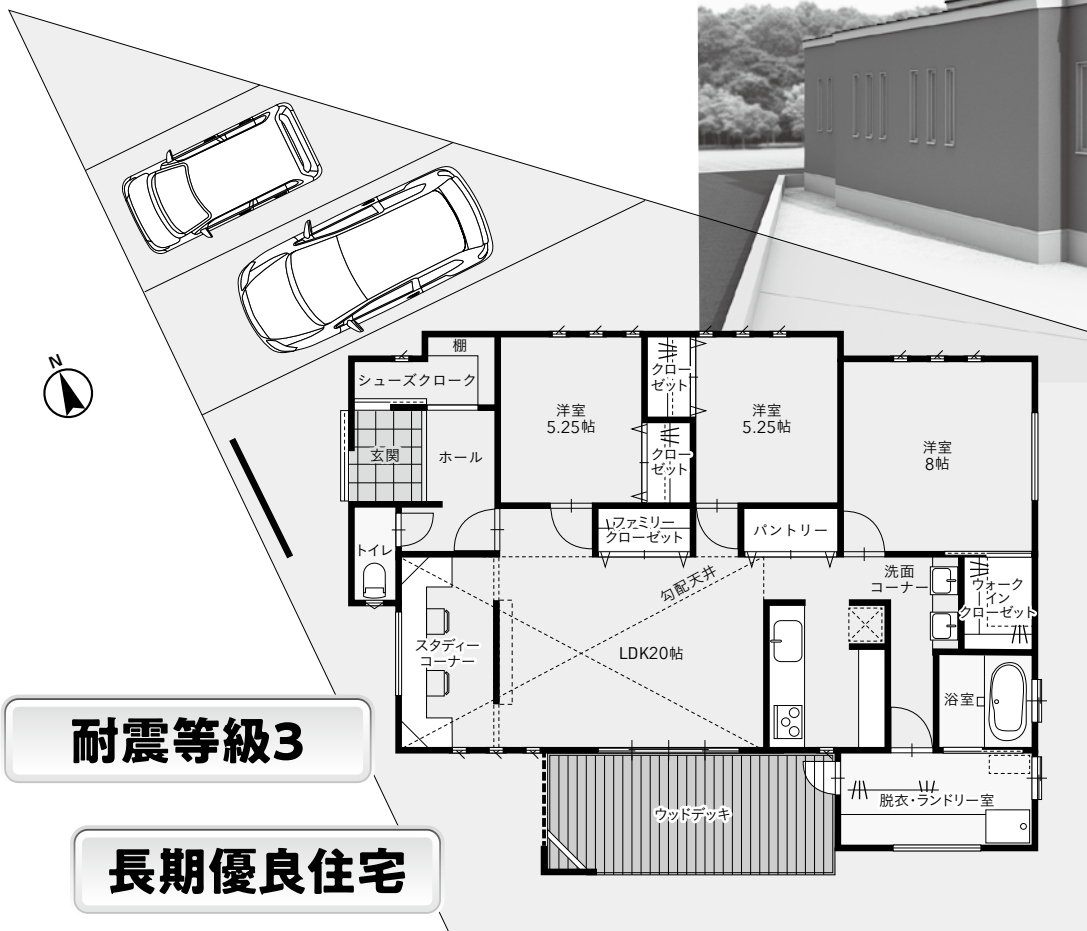 N
棚
シューズクローク
玄関
ホール
トイレ
洋室
5.25帖
クロー
ゼット
クロー
ゼット
洋室
5.25帖
洋室
8帖
ファミリー
クローゼット
パントリー
勾配天井
洗面
コーナー
ウォーク
イン
クローゼット
スタディー
コーナー
LDK20帖
浴室
脱衣・ランドリー室
ウッドデッキ
耐震等級3
長期優良住宅